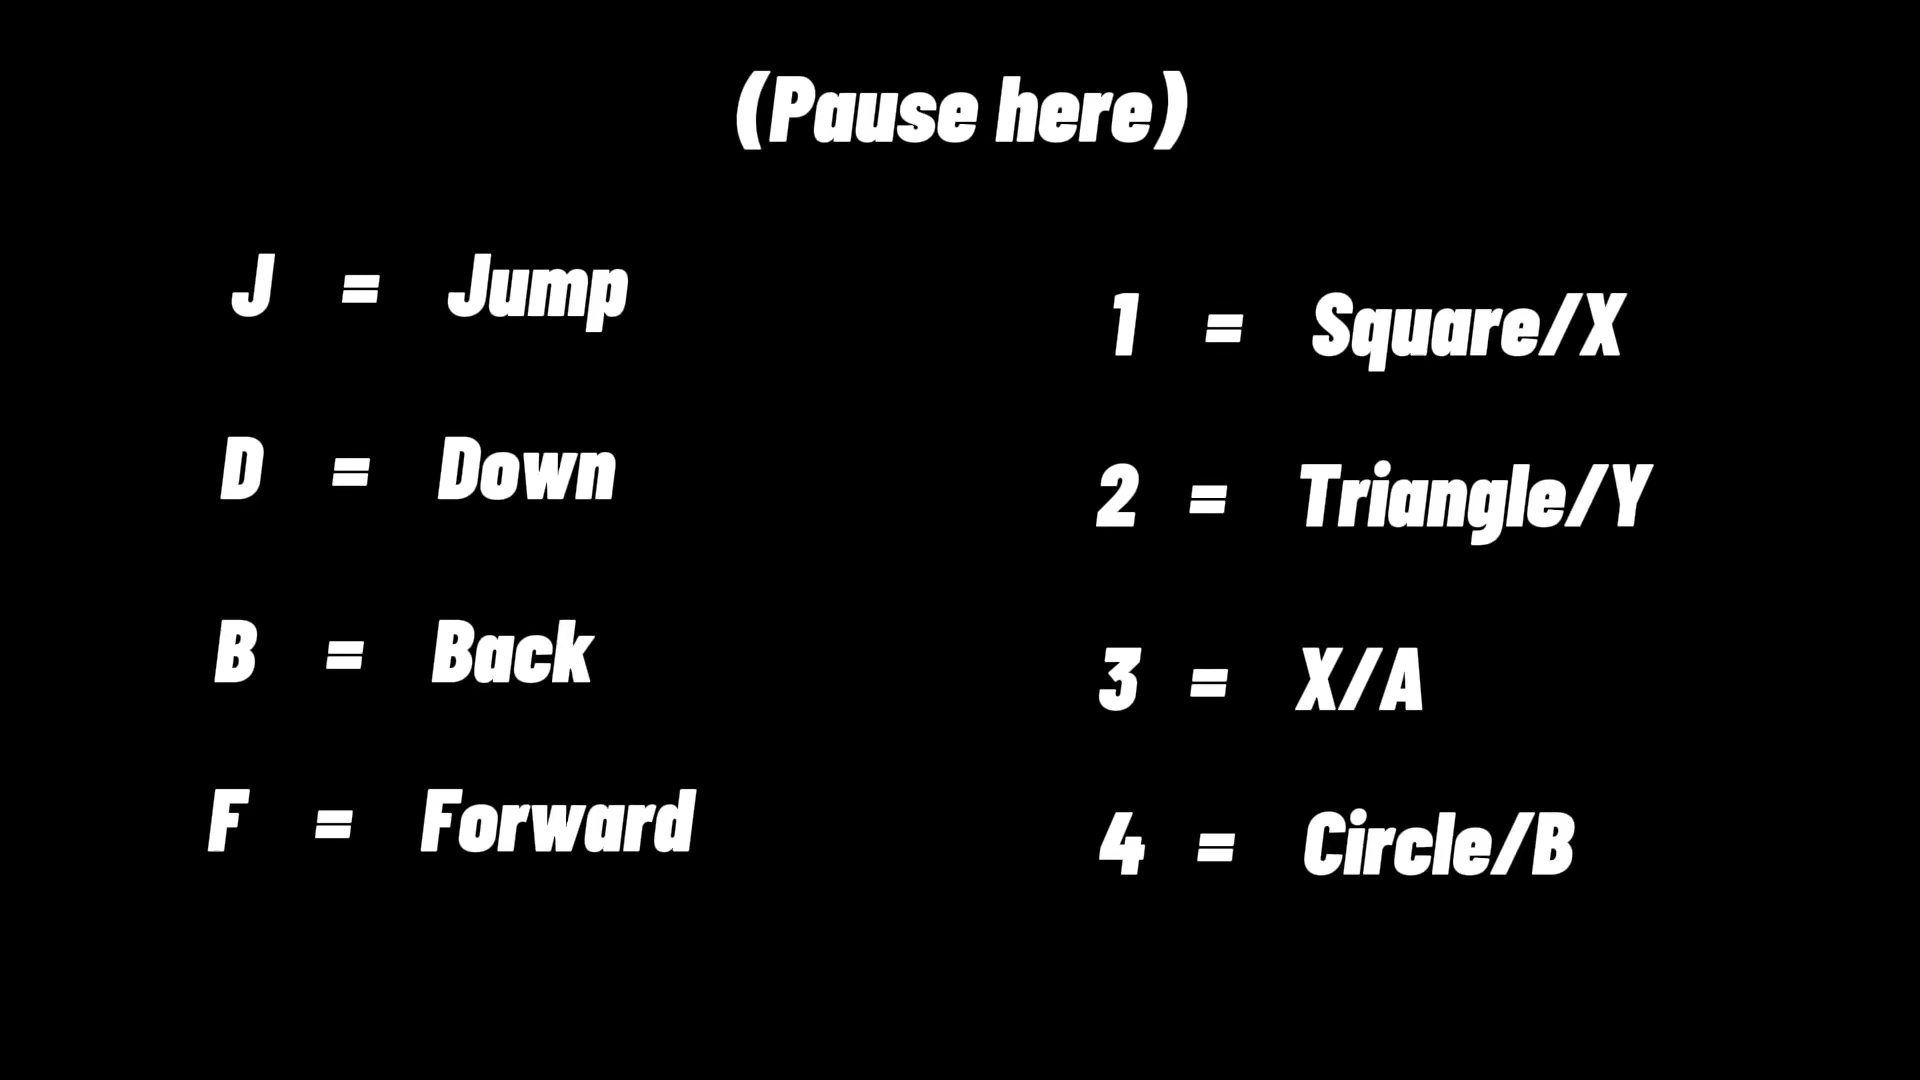 (Pause here)
J = Jump
D = Down
B = Back
F = Forward
1 = Square/X
2 = Triangle/Y
3 = X/A
4 = Circle/B